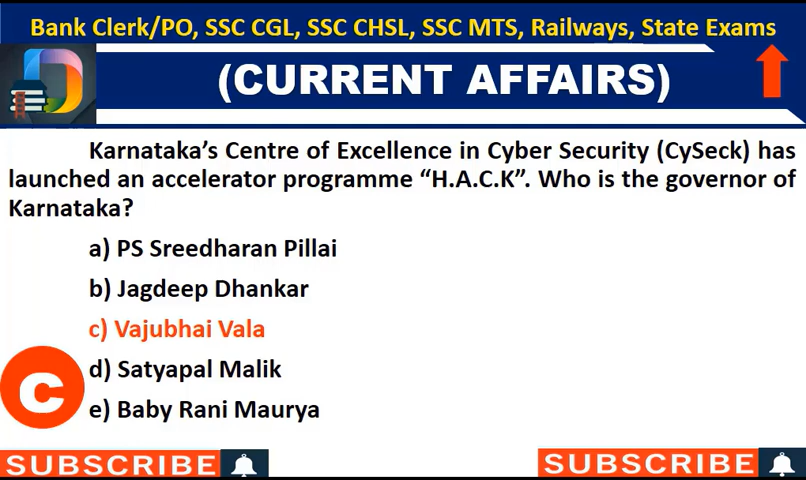 Bank Clerk/PO, SSC CGL, SSC CHSL, SSC MTS, Railways, State Exams
(CURRENT AFFAIRS)
Karnataka’s Centre of Excellence in Cyber Security (CySeck) has
launched an accelerator programme “H.A.C.K”. Who is the governor of
Karnataka?
a) PS Sreedharan Pillai
b) Jagdeep Dhankar
c) Vajubhai Vala
d) Satyapal Malik
e) Baby Rani Maurya
C
SUBSCRIBE
SUBSCRIBE